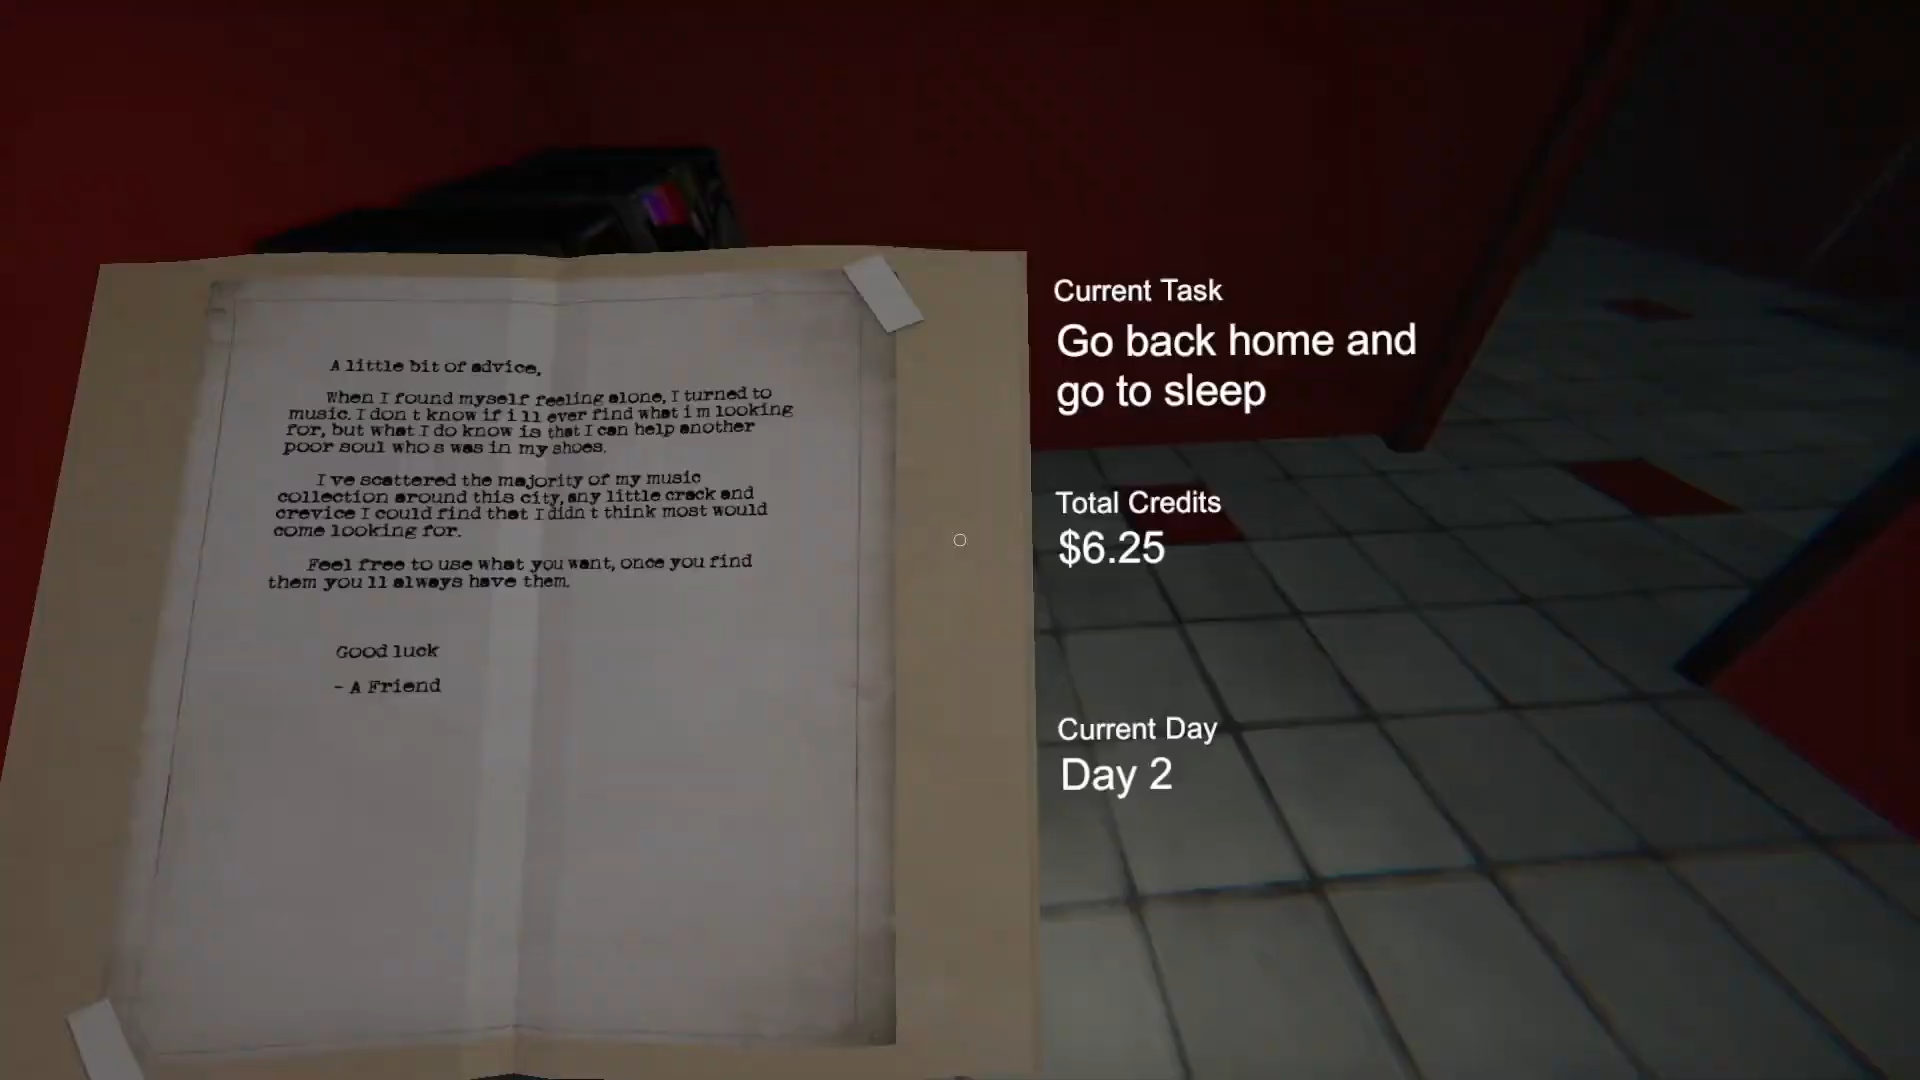 A little bit of advice,
When I found myself feeling alone, I turned to
music. I don t know if i ll ever find what i m looking
for, but what I do know is that I can help another
poor soul who s was in my shoes.
I ve scattered the majority of my music
collection around this city, any little crack and
crevice I could find that I didn t think most would
come looking for.
Feel free to use what you want, once you find
them you ll always have them.
Good luck
- A Friend
Current Task
Go back home and
go to sleep
Total Credits
$6.25
Current Day
Day 2